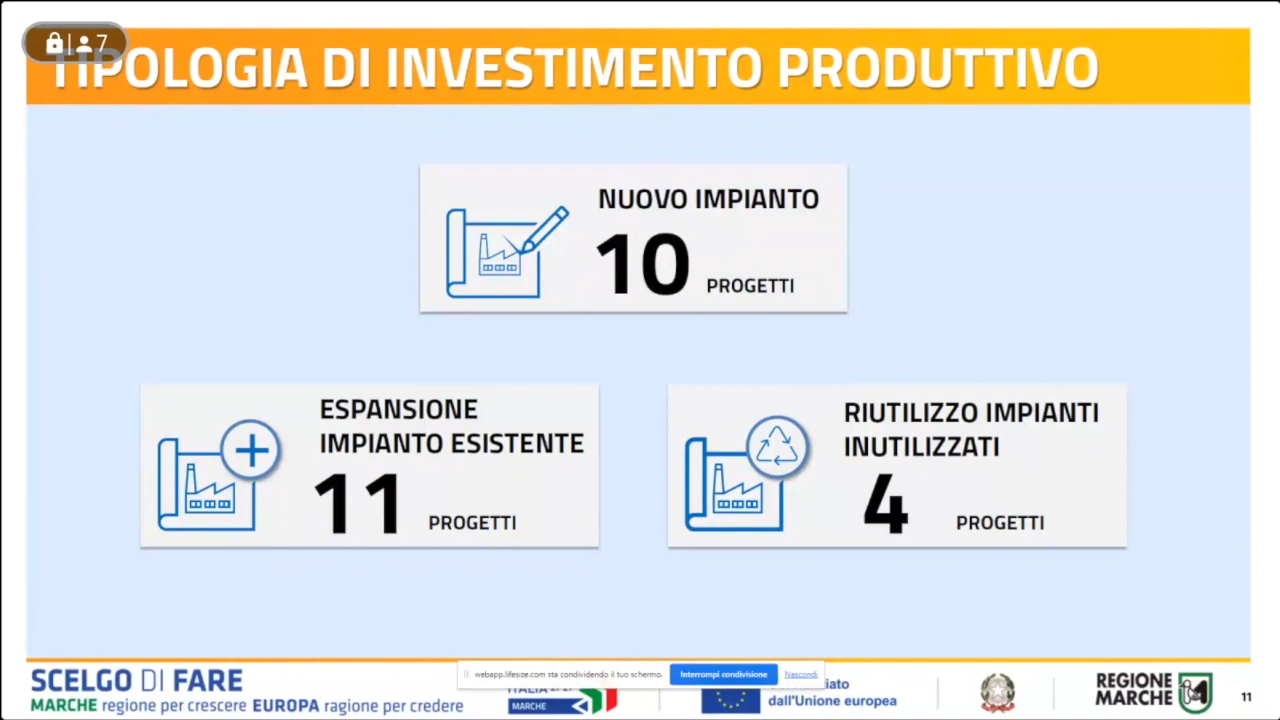 7
TIPOLOGIA DI INVESTIMENTO PRODUTTIVO
NUOVO IMPIANTO
10 PROGETTI
ESPANSIONE
IMPIANTO ESISTENTE
11 PROGETTI
RIUTILIZZO IMPIANTI
INUTILIZZATI
4 PROGETTI
SCELGO DI FARE
MARCHE regione per crescere EUROPA ragione per credere
webapp.lifesize.com sta condividendo il tuo schermo.
Interrompi condivisione
Nascondi
MARCHE
dall'Unione europea
REGIONE
MARCHE
11